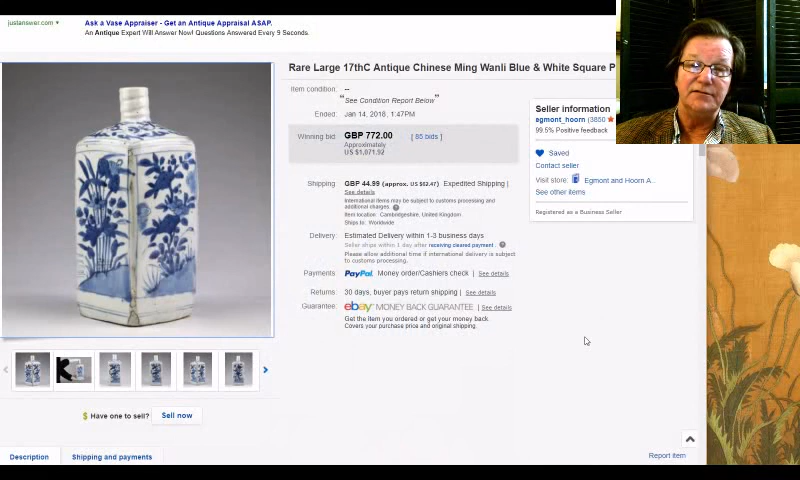 justanswer.com
Ask a Vase Appraiser - Get an Antique Appraisal ASAP.
An Antique Expert Will Answer Now! Questions Answered Every 9 Seconds.
Rare Large 17thC Antique Chinese Ming Wanli Blue & White Square P
Item condition: --
“See Condition Report Below”
Ended: Jan 14, 2018 , 1:47PM
Winning bid: GBP 772.00 [ 85 bids ]
Approximately
US $1,071.92
Shipping: GBP 44.99 (approx. US $62.47) Expedited Shipping |
See details
International items may be subject to customs processing and
additional charges.
Item location: Cambridgeshire, United Kingdom
Ships to: Worldwide
Delivery: Estimated Delivery within 1-3 business days
Seller ships within 1 day after receiving cleared payment.
Please allow additional time if international delivery is subject
to customs processing.
Payments: PayPal Money order/Cashiers check | See details
Returns: 30 days, buyer pays return shipping | See details
Guarantee: ebay MONEY BACK GUARANTEE | See details
Get the item you ordered or get your money back.
Covers your purchase price and original shipping.
Seller information
egmont_hoorn (3850
99.5% Positive feedback
Saved
Contact seller
Visit store: Egmont and Hoorn A..
See other items
Registered as a Business Seller
$ Have one to sell? Sell now
Description Shipping and payments
Report item